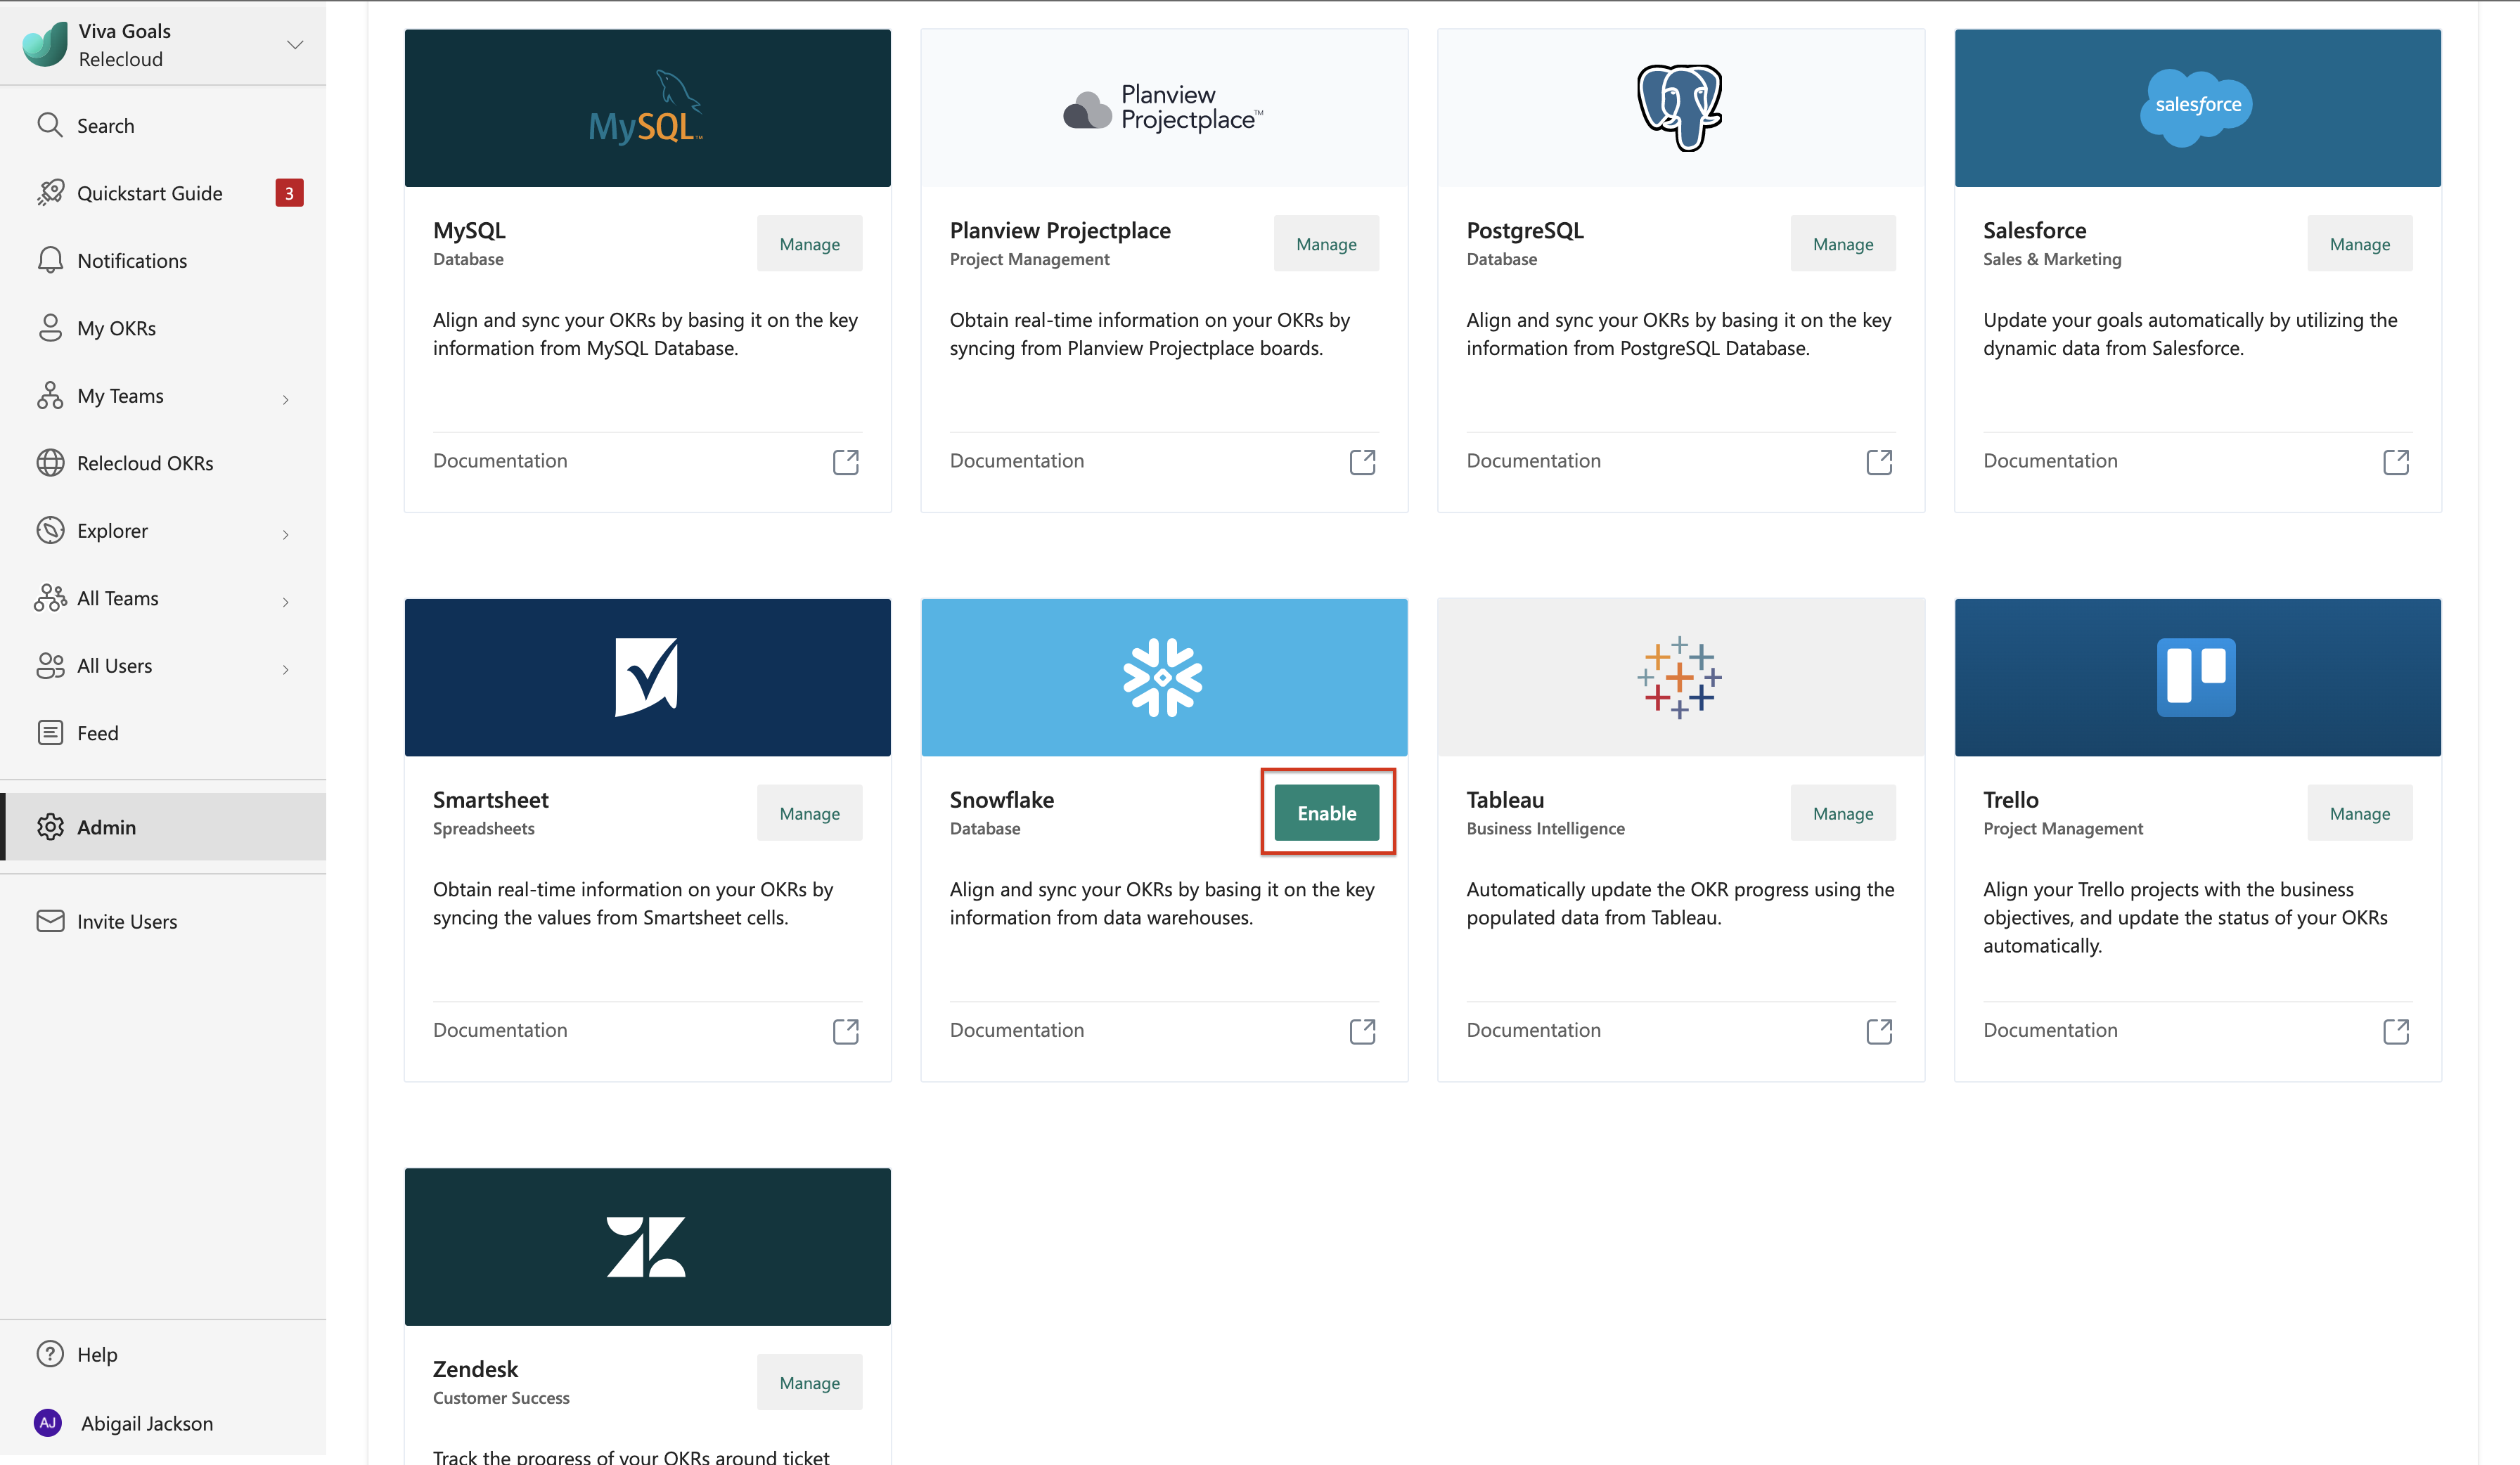 Viva Goals
Relecloud
Search
Quickstart Guide
3
Notifications
My OKRs
My Teams
Relecloud OKRs
Explorer
All Teams
All Users
Feed
Admin
Invite Users
Help
AJ
Abigail Jackson
MySQL™
MySQL
Database
Manage
Align and sync your OKRs by basing it on the key
information from MySQL Database.
Documentation
Planview
Projectplace™
Planview Projectplace
Project Management
Manage
Obtain real-time information on your OKRs by
syncing from Planview Projectplace boards.
Documentation
PostgreSQL
Database
Manage
Align and sync your OKRs by basing it on the key
information from PostgreSQL Database.
Documentation
salesforce
Salesforce
Sales & Marketing
Manage
Update your goals automatically by utilizing the
dynamic data from Salesforce.
Documentation
Smartsheet
Spreadsheets
Manage
Obtain real-time information on your OKRs by
syncing the values from Smartsheet cells.
Documentation
Snowflake
Database
Enable
Align and sync your OKRs by basing it on the key
information from data warehouses.
Documentation
Tableau
Business Intelligence
Manage
Automatically update the OKR progress using the
populated data from Tableau.
Documentation
Trello
Project Management
Manage
Align your Trello projects with the business
objectives, and update the status of your OKRs
automatically.
Documentation
Zendesk
Customer Success
Manage
Track the progress of your OKRs around ticket